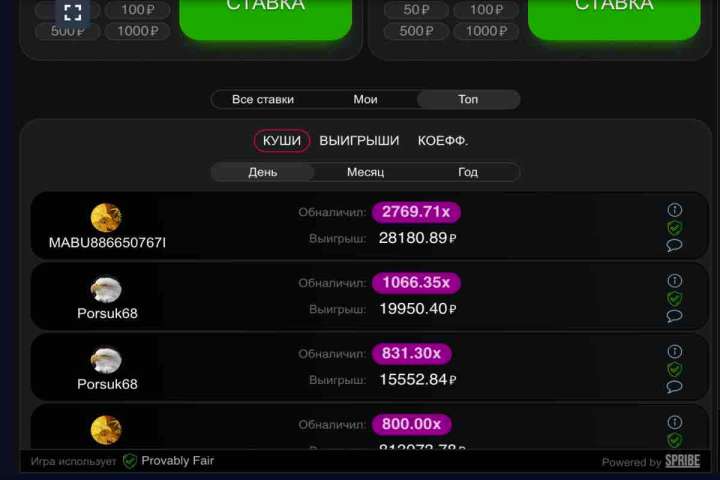 СТАВКА СТАВКА
100₽ 50₽ 100₽
500₽ 1000₽ 500₽ 1000₽
Все ставки Мои Топ
КУШИ ВЫИГРЫШИ КОЕФФ.
День Месяц Год
Обналичил: 2769.71x
MABU886650767I Выигрыш: 28180.89₽
Обналичил: 1066.35x
Porsuk68 Выигрыш: 19950.40₽
Обналичил: 831.30x
Porsuk68 Выигрыш: 15552.84₽
Обналичил: 800.00x
Игра использует Provably Fair Powered by SPRIBE